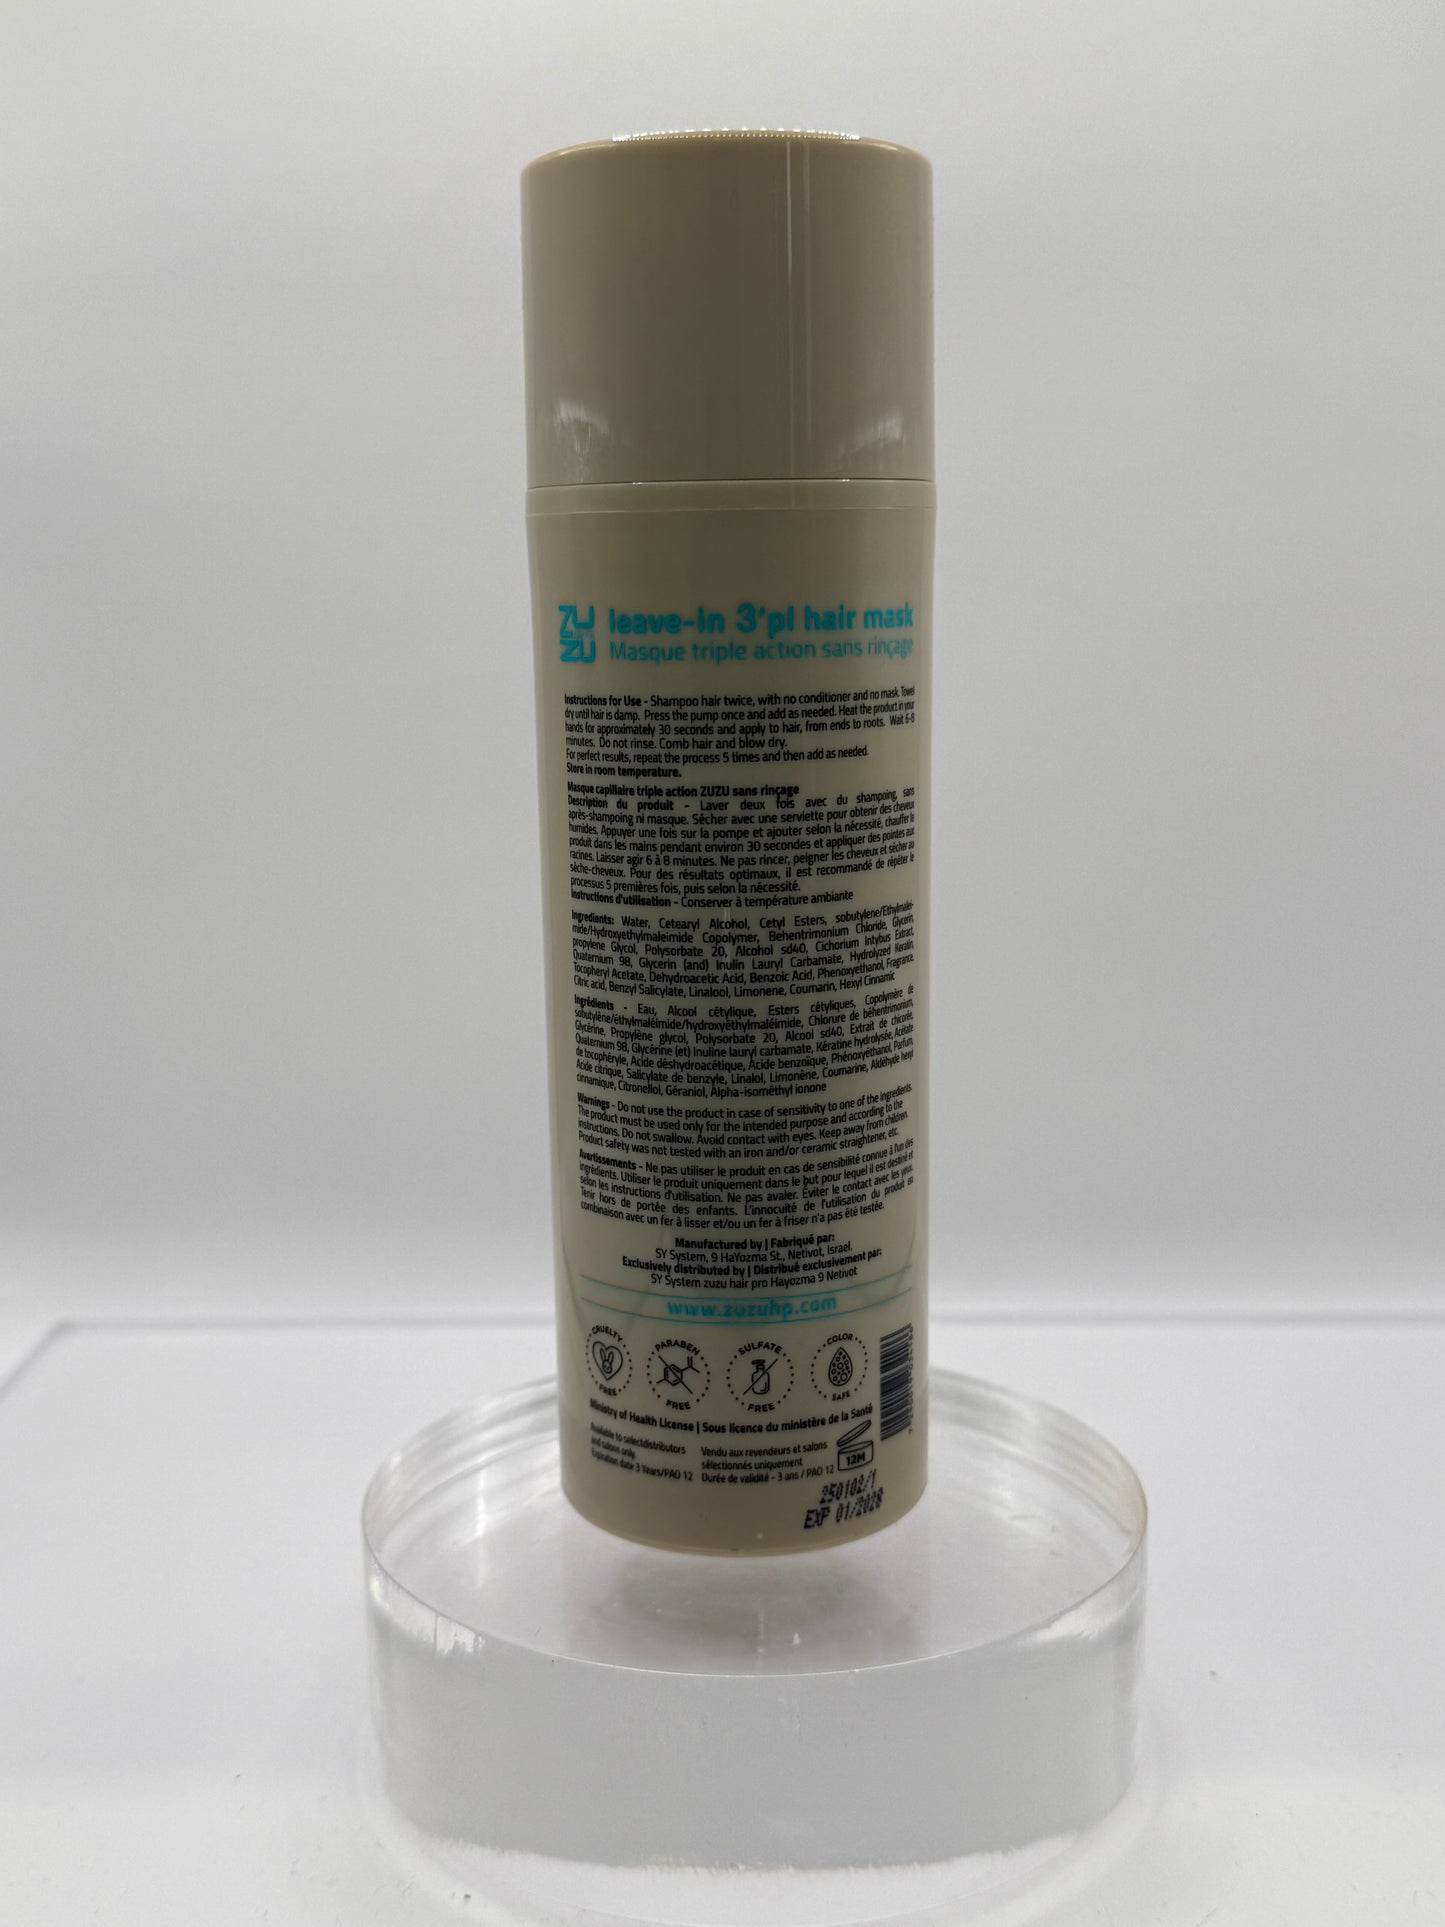 ZU
ZU
leave-in 3'pl hair mask
Masque triple action sans rinçage
Instructions for Use - Shampoo hair twice, with no conditioner and no mask. Towel
dry until hair is damp. Press the pump once and add as needed. Heat the product in your
hands for approximately 30 seconds and apply to hair, from ends to roots. Wait 6-8
minutes. Do not rinse. Comb hair and blow dry.
For perfect results, repeat the process 5 times and then add as needed.
Store in room temperature.
Masque capillaire triple action ZUZU sans rinçage
Description du produit - Laver deux fois avec du shampoing, sans
après-shampoing ni masque. Sécher avec une serviette pour obtenir des cheveux
humides. Appuyer une fois sur la pompe et ajouter selon la nécessité, chauffer le
produit dans les mains pendant environ 30 secondes et appliquer des pointes aux
racines. Laisser agir 6 à 8 minutes. Ne pas rincer, peigner les cheveux et sécher au
sèche-cheveux. Pour des résultats optimaux, il est recommandé de répéter le
processus 5 premières fois, puis selon la nécessité.
Instructions d'utilisation - Conserver à température ambiante
Ingredients: Water, Cetearyl Alcohol, Cetyl Esters, sobutylene/Ethylmalei-
mide/Hydroxyethylmaleimide Copolymer, Behentrimonium Chloride, Glycerin,
propylene Glycol, Polysorbate 20, Alcohol sd40, Cichorium Intybus Extract,
Quaternium 98, Glycerin (and) Inulin Lauryl Carbamate, Hydrolyzed Keratin,
Tocopheryl Acetate, Dehydroacetic Acid, Benzoic Acid, Phenoxyethanol, Fragrance,
Citric acid, Benzyl Salicylate, Linalool, Limonene, Coumarin, Hexyl Cinnamic
Ingrédients - Eau, Alcool cétylique, Esters cétyliques, Copolymère de
sobutylène/éthylmaléimide/hydroxyéthylmaléimide, Chlorure de béhentrimonium,
Glycérine, Propylène glycol, Polysorbate 20, Alcool sd40, Extrait de chicorée,
Quaternium 98, Glycérine (et) Inuline lauryl carbamate, Kératine hydrolysée, Acétate
de tocophéryle, Acide déshydroacétique, Acide benzoïque, Phénoxyéthanol, Parfum,
Acide citrique, Salicylate de benzyle, Linalol, Limonène, Coumarine, Aldéhyde hexyl
cinnamique, Citronellol, Géraniol, Alpha-isométhyl ionone
Warnings - Do not use the product in case of sensitivity to one of the ingredients.
The product must be used only for the intended purpose and according to the
instructions. Do not swallow. Avoid contact with eyes. Keep away from children.
Product safety was not tested with an iron and/or ceramic straightener, etc.
Avertissements - Ne pas utiliser le produit en cas de sensibilité connue à l'un des
ingrédients. Utiliser le produit uniquement dans le but pour lequel il est destiné et
selon les instructions d'utilisation. Ne pas avaler. Éviter le contact avec les yeux.
Tenir hors de portée des enfants. L'innocuité de l'utilisation du produit en
combinaison avec un fer à lisser et/ou un fer à friser n'a pas été testée.
Manufactured by | Fabriqué par:
SY System, 9 HaYozma St., Netivot, Israel.
Exclusively distributed by | Distribué exclusivement par:
SY System zuzu hair pro Hayozma 9 Netivot
www.zuzuhp.com
CRUELTY FREE
PARABEN FREE
SULFATE FREE
COLOR SAFE
Ministry of Health License | Sous licence du ministère de la Santé
Available to selectdistributors
and salons only.
Expiration date 3 Years/PAO 12
Vendu aux revendeurs et salons
sélectionnés uniquement
Durée de validité - 3 ans / PAO 12
12M
250102/1
EXP 01/2028